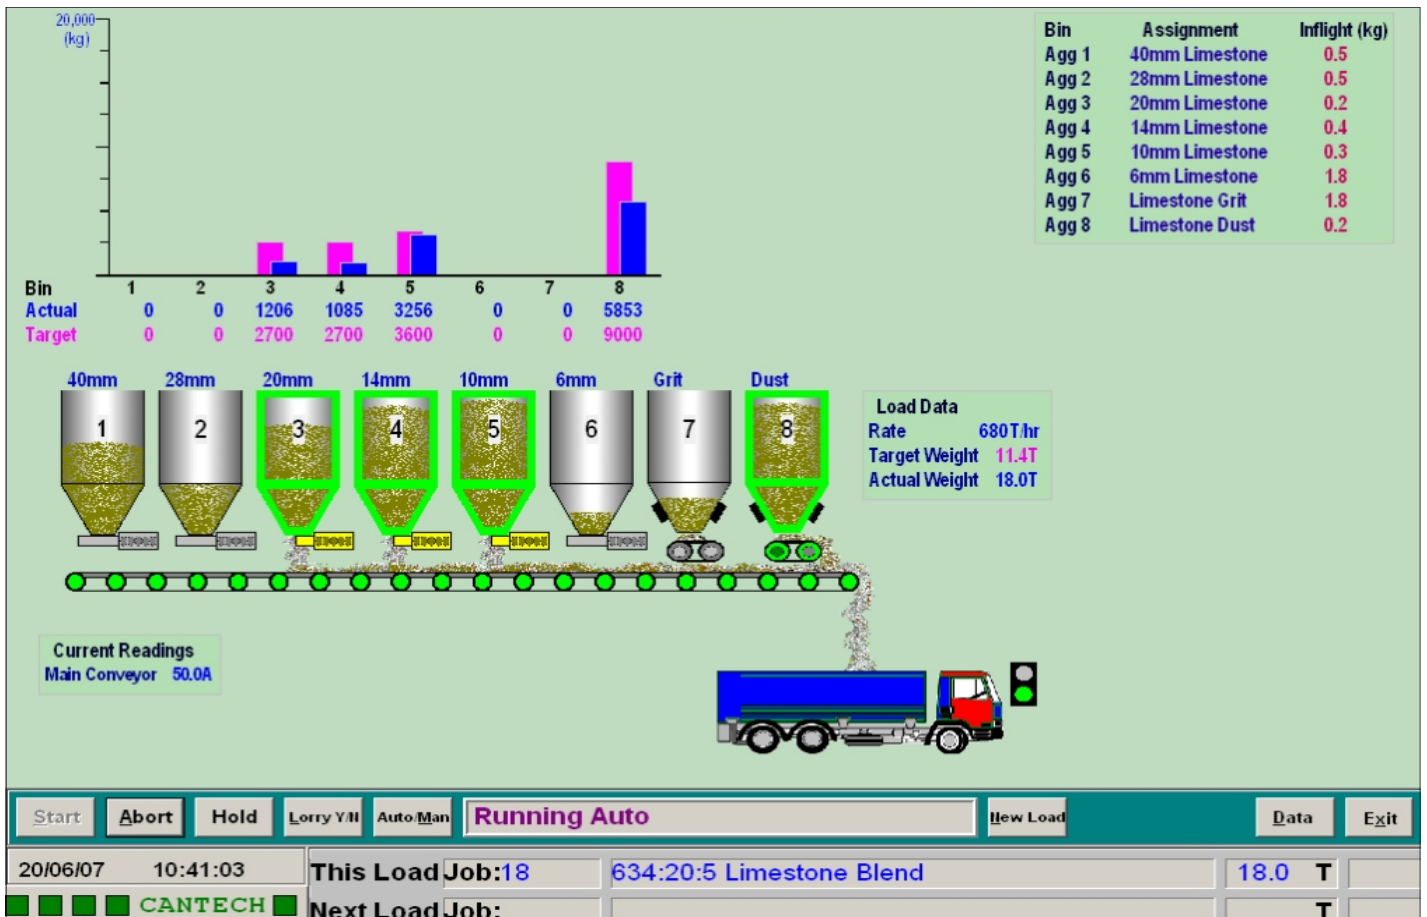 20,000
(kg)
Bin Assignment Inflight (kg)
Agg 1 40mm Limestone 0.5
Agg 2 28mm Limestone 0.5
Agg 3 20mm Limestone 0.2
Agg 4 14mm Limestone 0.4
Agg 5 10mm Limestone 0.3
Agg 6 6mm Limestone 1.8
Agg 7 Limestone Grit 1.8
Agg 8 Limestone Dust 0.2
Bin 1 2 3 4 5 6 7 8
Actual 0 0 1206 1085 3256 0 0 5853
Target 0 0 2700 2700 3600 0 0 9000
40mm 28mm 20mm 14mm 10mm 6mm Grit Dust
1 2 3 4 5 6 7 8
Load Data
Rate 680T/hr
Target Weight 11.4T
Actual Weight 18.0T
Current Readings
Main Conveyor 50.0A
Start Abort Hold Lorry Y/N Auto/Man Running Auto New Load Data Exit
20/06/07 10:41:03 This Load Job:18 634:20:5 Limestone Blend 18.0 T
CANTECH Next Load Job: T